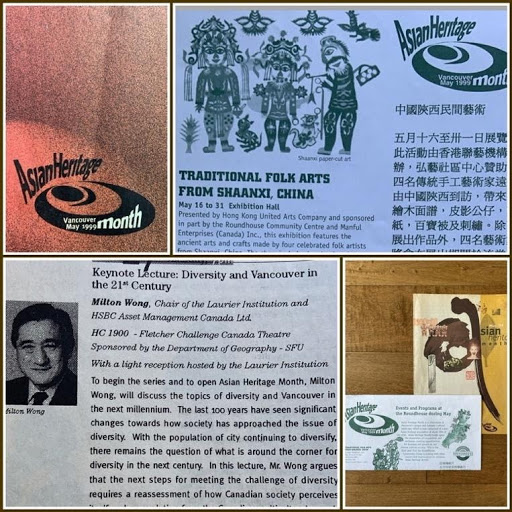 AsianHeritage
Vancouver
May 1999
month
Shaanxi paper-cut art
TRADITIONAL FOLK ARTS
FROM SHAANXI, CHINA
May 16 to 31 Exhibition Hall
Presented by Hong Kong United Arts Company and sponsored
in part by the Roundhouse Community Centre and Manful
Enterprises (Canada) Inc., this exhibition features the
ancient arts and crafts made by four celebrated folk artists
from Shaanxi, China.
AsianHeritage
Vancouver
May 1999
month
中國陝西民間藝術
五月十六至卅一日展覽
此活動由香港聯藝機構
辦，弘藝社區中心贊助
四名傳統手工藝術家遠
由中國陝西到訪，帶來
繪木面譜，皮影公仔，
紙，百寶被及刺繡，除
展出作品外，四名藝術
Keynote Lecture: Diversity and Vancouver in
the 21st Century
Milton Wong, Chair of the Laurier Institution and
HSBC Asset Management Canada Ltd.
HC 1900 - Fletcher Challenge Canada Theatre
Sponsored by the Department of Geography - SFU
With a light reception hosted by the Laurier Institution
Milton Wong
To begin the series and to open Asian Heritage Month, Milton
Wong, will discuss the topics of diversity and Vancouver in
the next millennium. The last 100 years have seen significant
changes towards how society has approached the issue of
diversity. With the population of city continuing to diversify,
there remains the question of what is around the corner for
diversity in the next century. In this lecture, Mr. Wong argues
that the next steps for meeting the challenge of diversity
requires a reassessment of how Canadian society perceives
asian
heritage
month
AsianHeritage
month
Events and Programs at
the Roundhouse during May